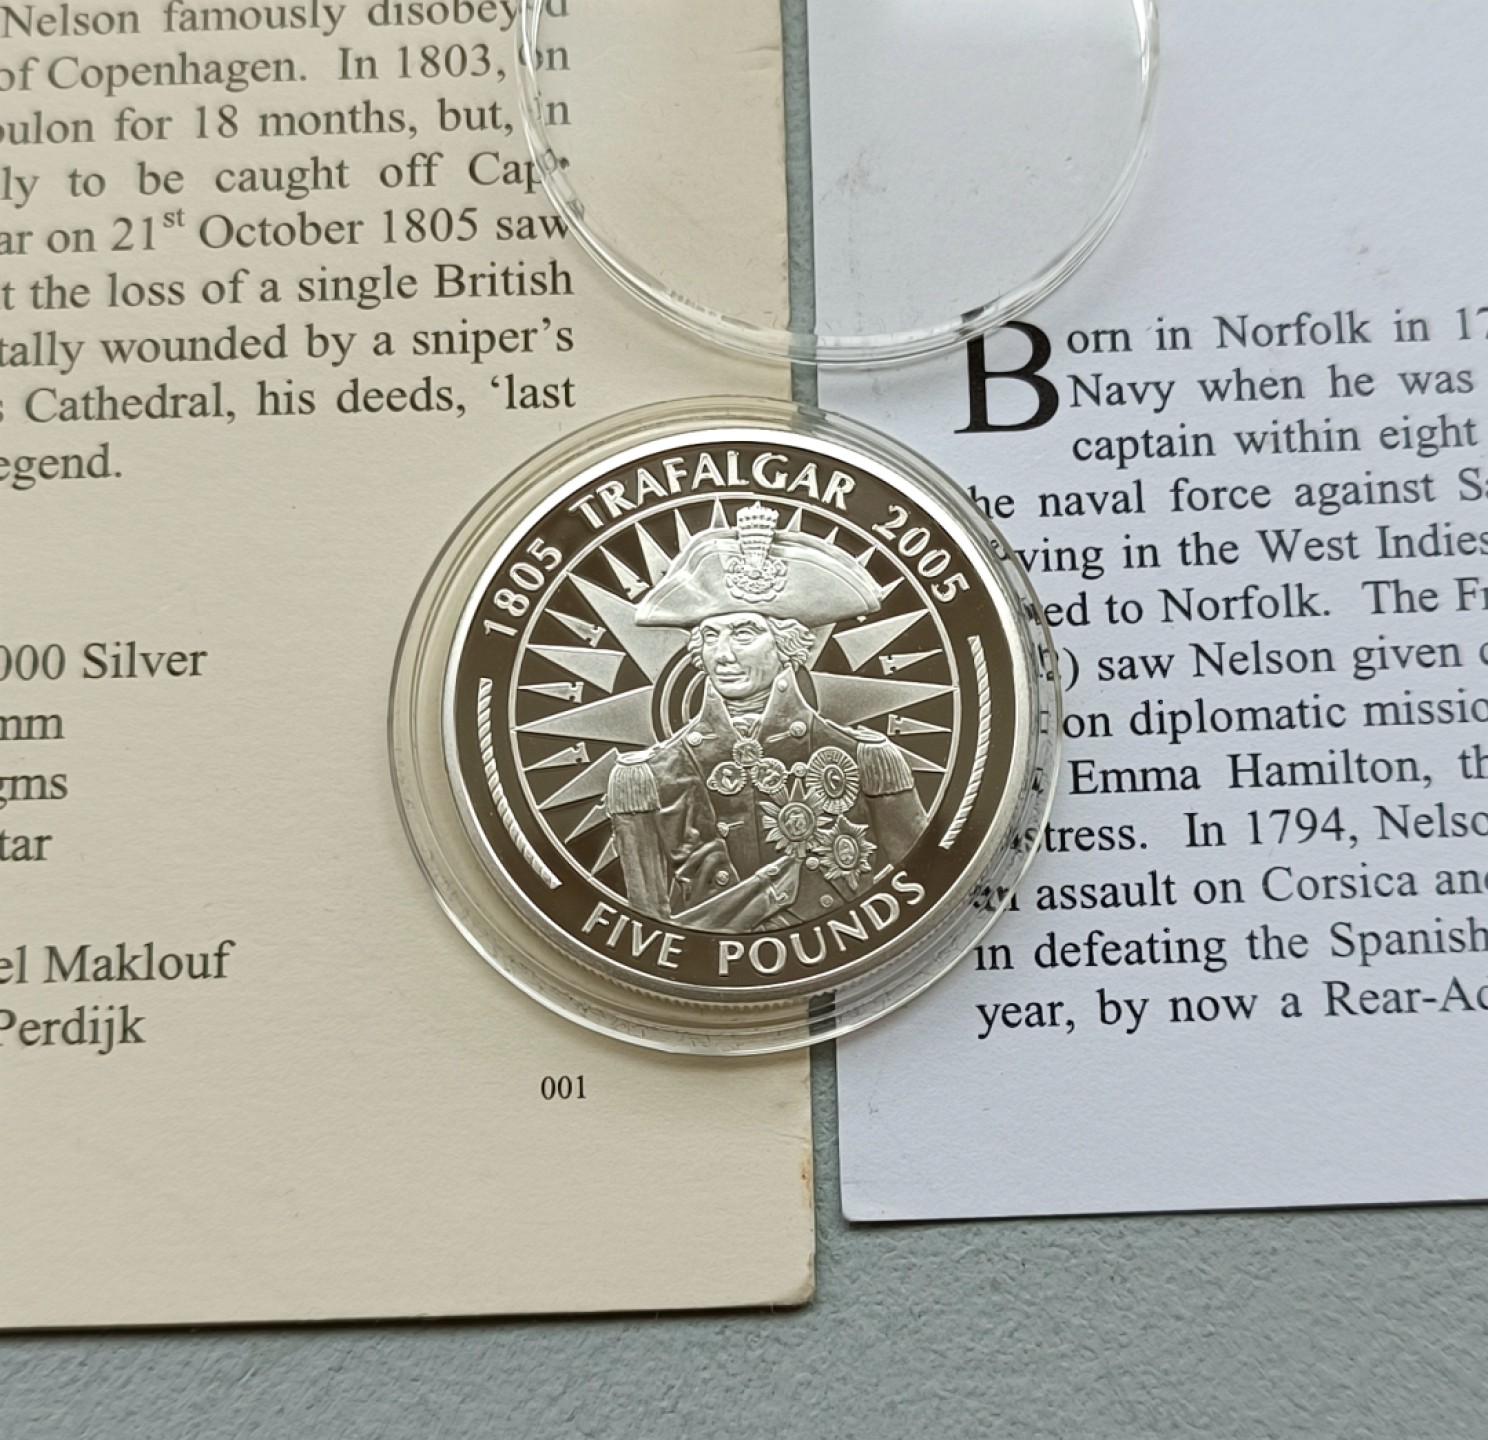 Nelson famously disobeyed
of Copenhagen. In 1803, on
oulon for 18 months, but, in
ly to be caught off Cape
ar on 21st October 1805 saw
t the loss of a single British
tally wounded by a sniper's
s Cathedral, his deeds, 'last
egend.
000 Silver
mm
gms
tar
el Maklouf
Perdijk
001
1805 TRAFALGAR 2005
FIVE POUNDS
Born in Norfolk in 17
Navy when he was
captain within eight
he naval force against Sa
ving in the West Indies
ed to Norfolk. The Fr
) saw Nelson given c
on diplomatic missio
Emma Hamilton, th
stress. In 1794, Nelso
an assault on Corsica and
in defeating the Spanish
year, by now a Rear-Ad